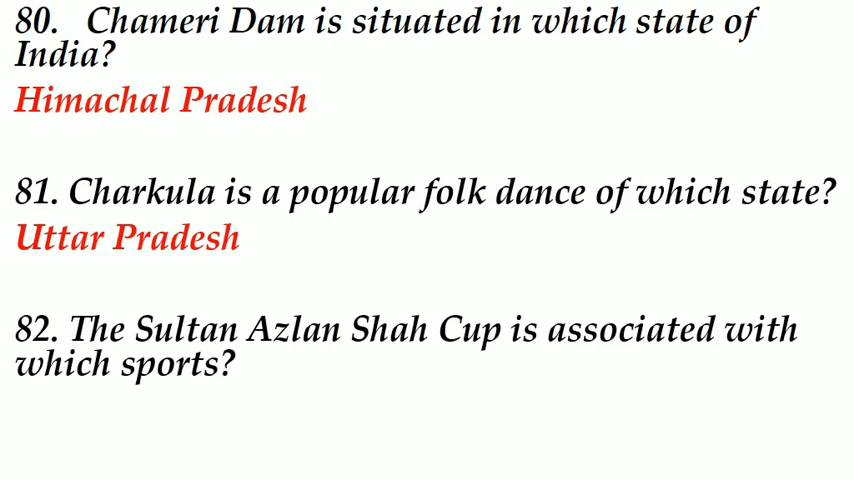 80. Chameri Dam is situated in which state of
India?
Himachal Pradesh
81. Charkula is a popular folk dance of which state?
Uttar Pradesh
82. The Sultan Azlan Shah Cup is associated with
which sports?